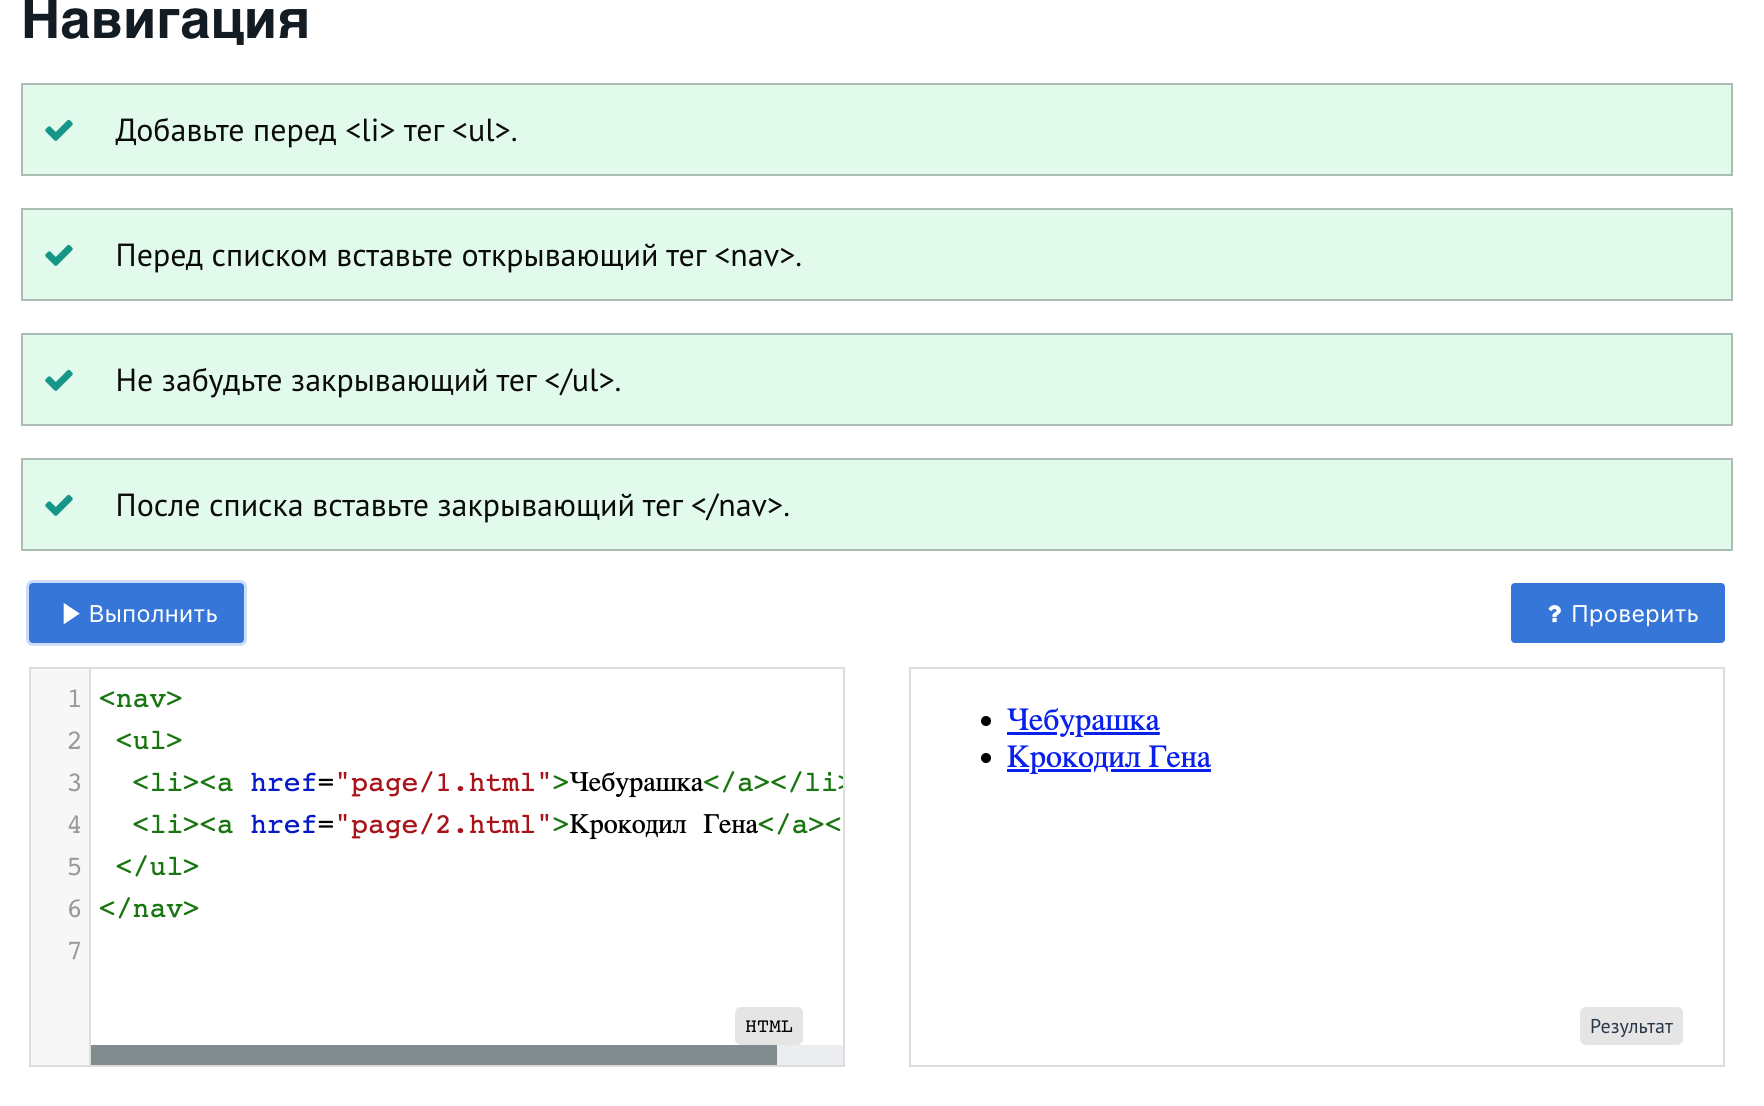 Навигация
Добавьте перед <li> тег <ul>.
Перед списком вставьте открывающий тег <nav>.
Не забудьте закрывающий тег </ul>.
После списка вставьте закрывающий тег </nav>.
Выполнить
? Проверить
1 <nav>
2 <ul>
3 <li><a href="page/1.html">Чебурашка</a></li>
4 <li><a href="page/2.html">Крокодил Гена</a><
5 </ul>
6 </nav>
7
HTML
• Чебурашка
• Крокодил Гена
Результат